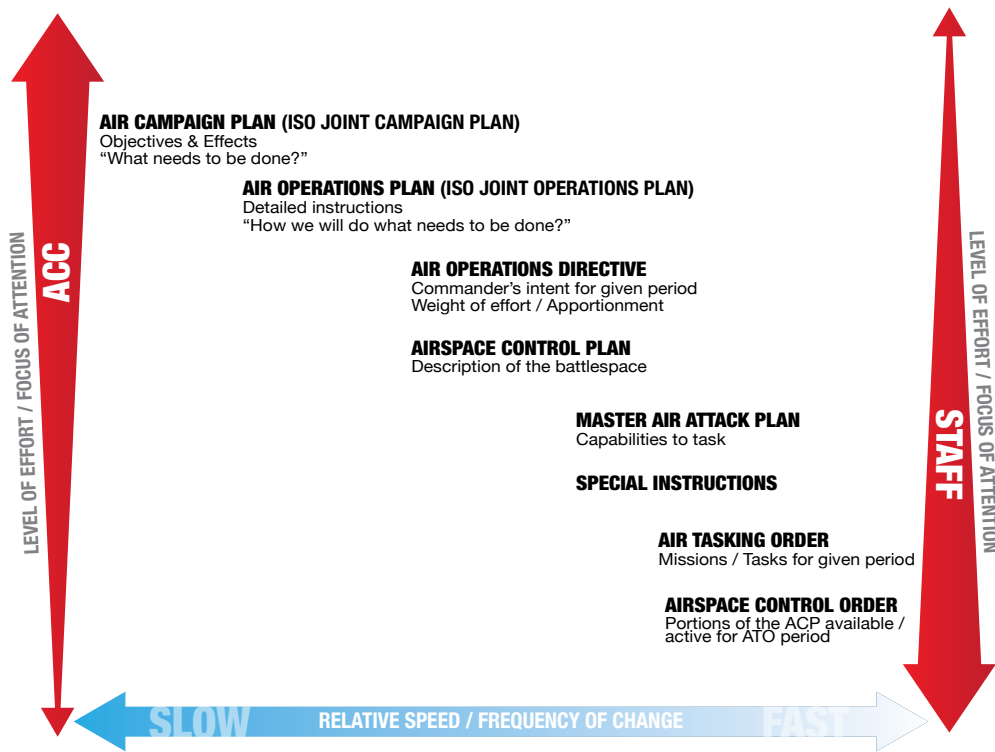 AIR CAMPAIGN PLAN (ISO JOINT CAMPAIGN PLAN)
Objectives & Effects
“What needs to be done?”
AIR OPERATIONS PLAN (ISO JOINT OPERATIONS PLAN)
Detailed instructions
“How we will do what needs to be done?”
LEVEL OF EFFORT / FOCUS OF ATTENTION
ACC
AIR OPERATIONS DIRECTIVE
Commander’s intent for given period
Weight of effort / Apportionment
AIRSPACE CONTROL PLAN
Description of the battlespace
MASTER AIR ATTACK PLAN
Capabilities to task
SPECIAL INSTRUCTIONS
AIR TASKING ORDER
Missions / Tasks for given period
AIRSPACE CONTROL ORDER
Portions of the ACP available /
active for ATO period
STAFF
LEVEL OF EFFORT / FOCUS OF ATTENTION
SLOW RELATIVE SPEED / FREQUENCY OF CHANGE FAST